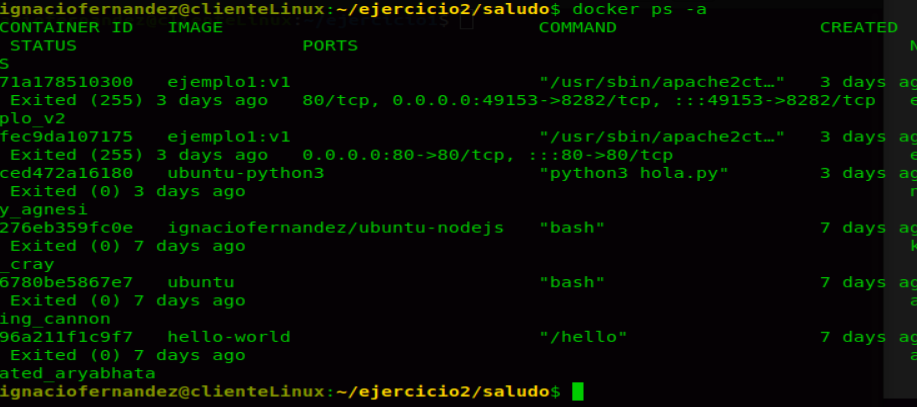 ignaciofernandez@clienteLinux:~/ejercicio2/saludo$ docker ps -a
CONTAINER ID   IMAGE                            COMMAND                  CREATED
 STATUS                     PORTS                                              N
S
71a178510300   ejemplo1:v1                      "/usr/sbin/apache2ct…"   3 days ag
 Exited (255) 3 days ago   80/tcp, 0.0.0.0:49153->8282/tcp, :::49153->8282/tcp   e
plo_v2
fec9da107175   ejemplo1:v1                      "/usr/sbin/apache2ct…"   3 days ag
 Exited (255) 3 days ago   0.0.0.0:80->80/tcp, :::80->80/tcp                       e
ced472a16180   ubuntu-python3                   "python3 hola.py"        3 days ag
 Exited (0) 3 days ago                                                             n
y_agnesi
276eb359fc0e   ignaciofernandez/ubuntu-nodejs   "bash"                   7 days ag
 Exited (0) 7 days ago                                                             k
_cray
6780be5867e7   ubuntu                           "bash"                   7 days ag
 Exited (0) 7 days ago                                                             a
ing_cannon
96a211f1c9f7   hello-world                      "/hello"                 7 days ag
 Exited (0) 7 days ago                                                             a
ated_aryabhata
ignaciofernandez@clienteLinux:~/ejercicio2/saludo$